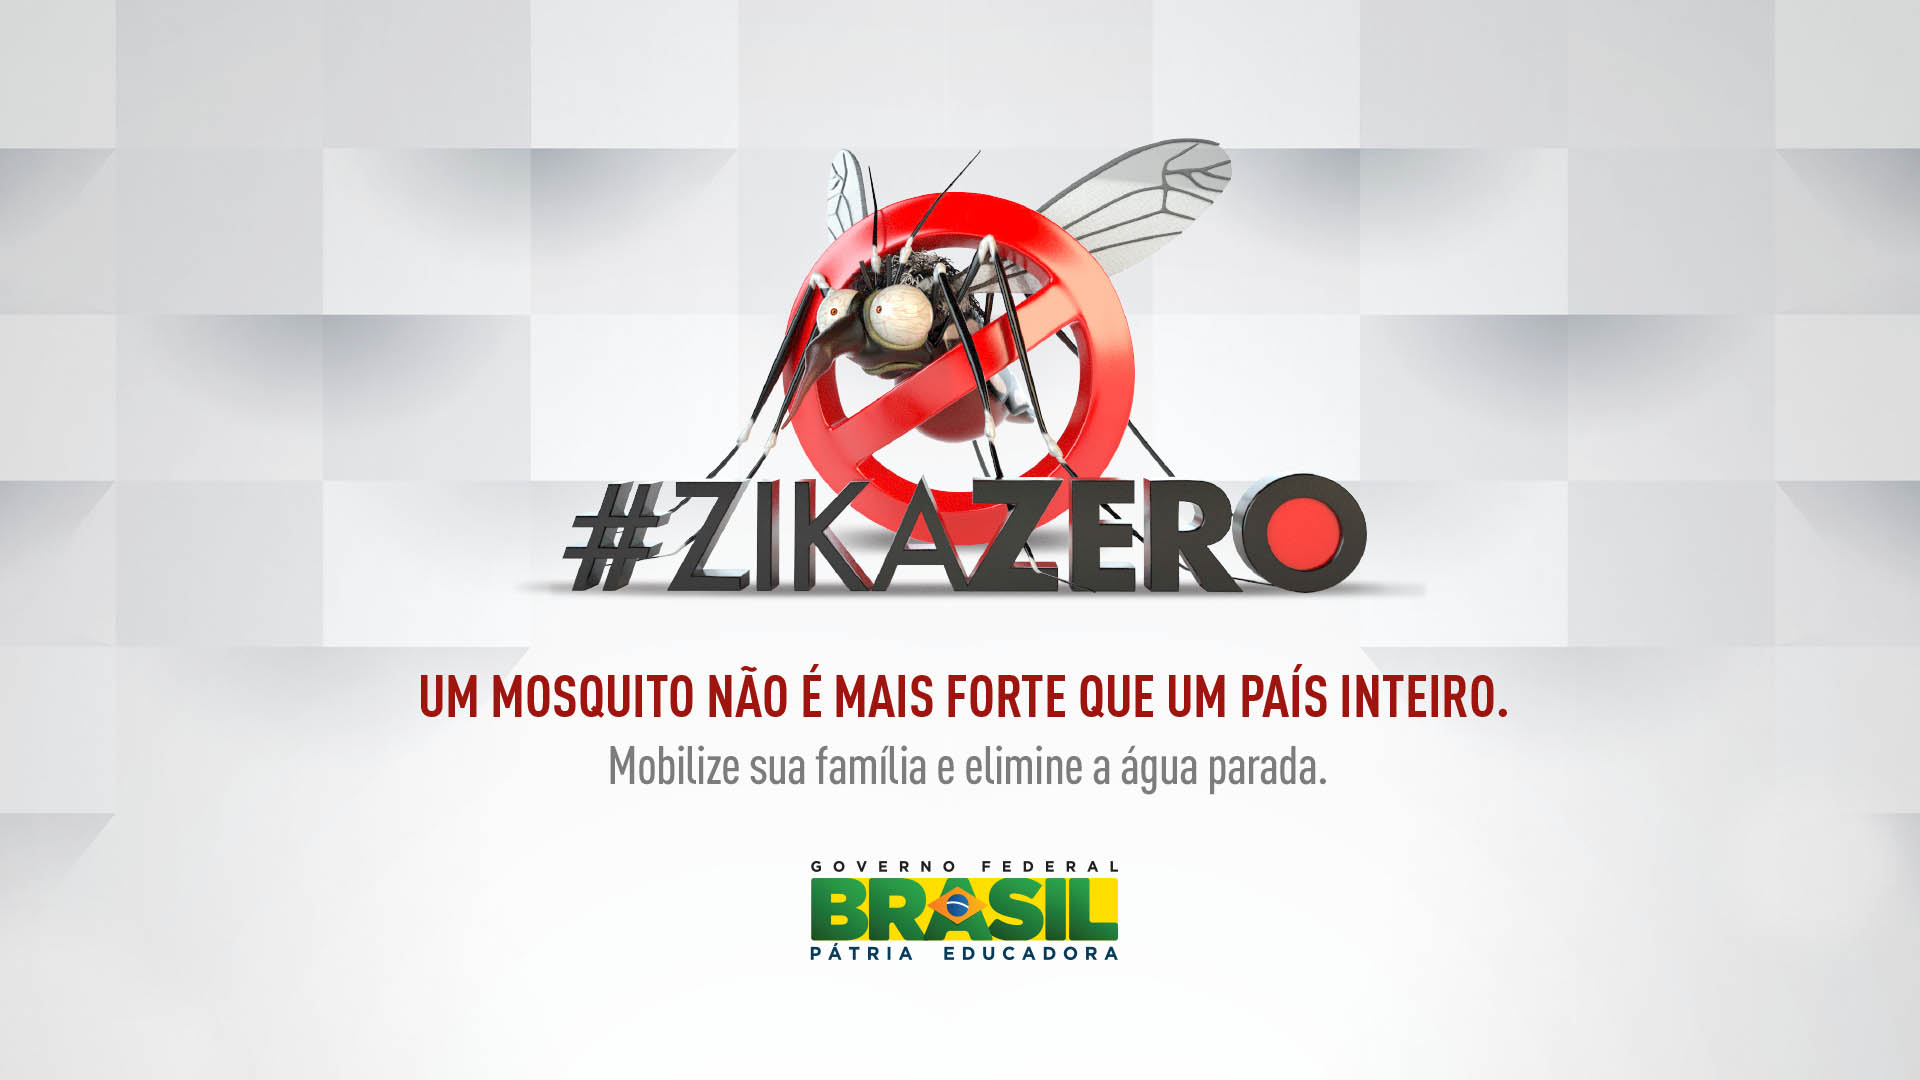 #ZIKAZERO
UM MOSQUITO NÃO É MAIS FORTE QUE UM PAÍS INTEIRO.
Mobilize sua família e elimine a água parada.
GOVERNO FEDERAL
BRASIL
PÁTRIA EDUCADORA